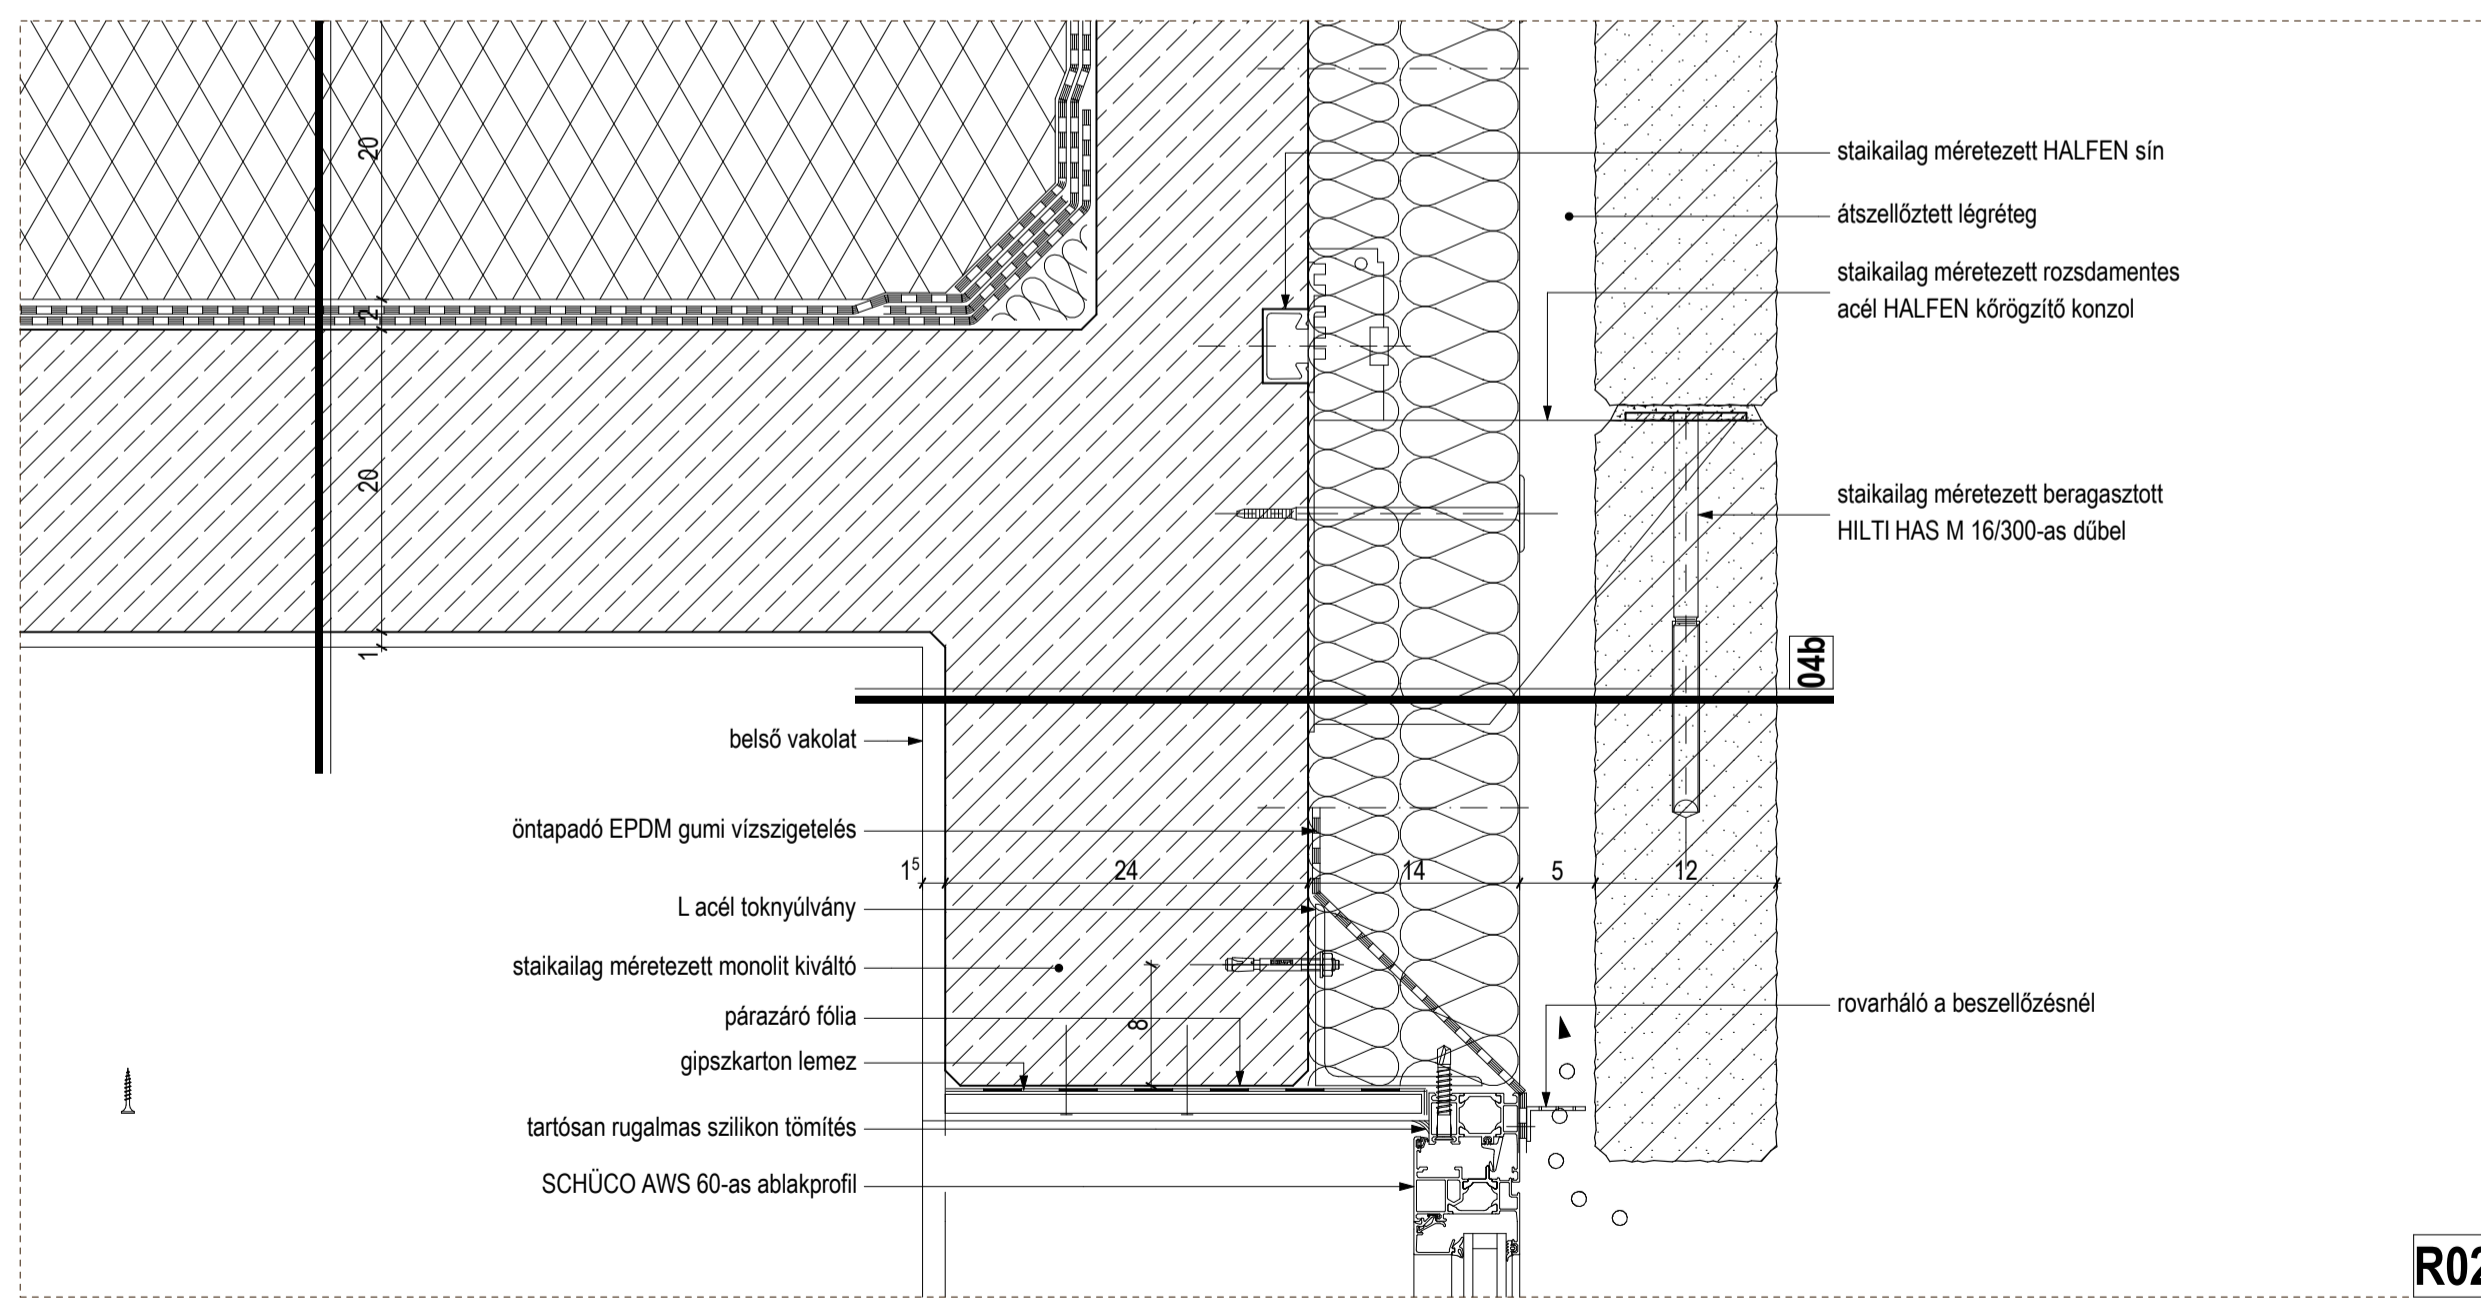 staikailag méretezett HALFEN sín
átszellőztett légréteg
staikailag méretezett rozsdamentes
acél HALFEN kőrögzítő konzol
staikailag méretezett beragasztott
HILTI HAS M 16/300-as dűbel
04b
rovarháló a beszellőzésnél
20
2
20
1
belső vakolat
öntapadó EPDM gumi vízszigetelés
1⁵ 24 14 5 12
L acél toknyúlvány
staikailag méretezett monolit kiváltó
8
párazáró fólia
gipszkarton lemez
tartósan rugalmas szilikon tömítés
SCHÜCO AWS 60-as ablakprofil
R02